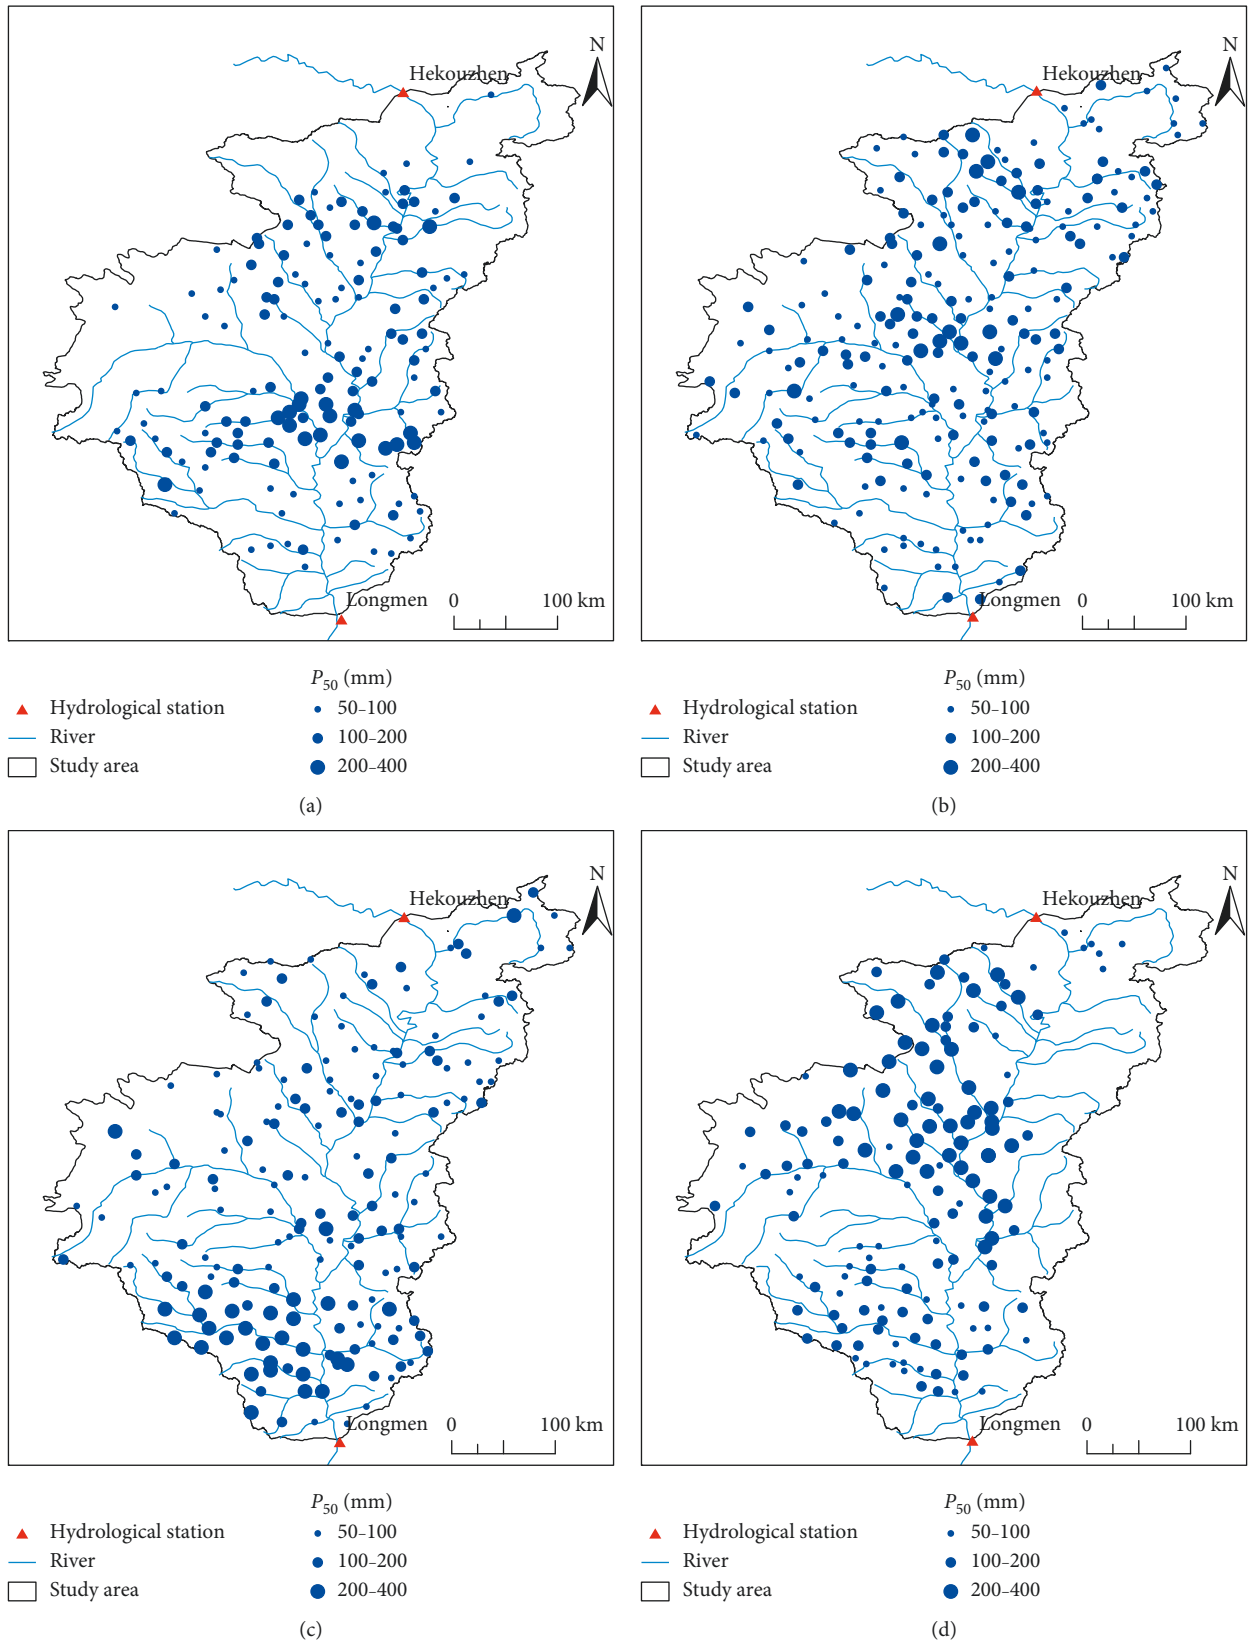 N
Hekouzhen
Longmen
0 100 km
P50 (mm)
Hydrological station
50–100
River
100–200
Study area
200–400
(a)
N
Hekouzhen
Longmen
0 100 km
P50 (mm)
Hydrological station
50–100
River
100–200
Study area
200–400
(b)
N
Hekouzhen
Longmen
0 100 km
P50 (mm)
Hydrological station
50–100
River
100–200
Study area
200–400
(c)
N
Hekouzhen
Longmen
0 100 km
P50 (mm)
Hydrological station
50–100
River
100–200
Study area
200–400
(d)